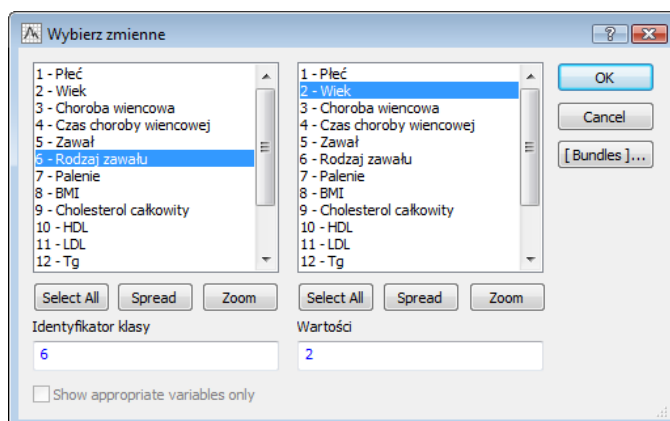 Wybierz zmienne
1 - Płeć
2 - Wiek
3 - Choroba wiencowa
4 - Czas choroby wiencowej
5 - Zawał
6 - Rodzaj zawału
7 - Palenie
8 - BMI
9 - Cholesterol całkowity
10 - HDL
11 - LDL
12 - Tg
Select All Spread Zoom
Identyfikator klasy
6
1 - Płeć
2 - Wiek
3 - Choroba wiencowa
4 - Czas choroby wiencowej
5 - Zawał
6 - Rodzaj zawału
7 - Palenie
8 - BMI
9 - Cholesterol całkowity
10 - HDL
11 - LDL
12 - Tg
Select All Spread Zoom
Wartości
2
OK
Cancel
[ Bundles ]...
Show appropriate variables only